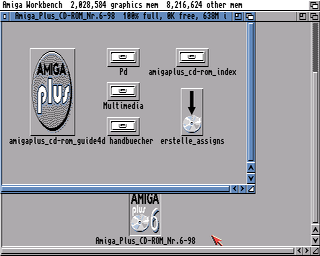 Amiga Workbench 2,028,584 graphics mem 8,216,624 other mem
Amiga_Plus_CD-ROM_Nr.6-98 100% full, 0K free, 638M i
AMIGA
plus
Pd
amigaplus_cd-rom_index
Multimedia
amigaplus_cd-rom_guide4d
handbuecher
erstelle_assigns
AMIGA
plus
6
Amiga_Plus_CD-ROM_Nr.6-98